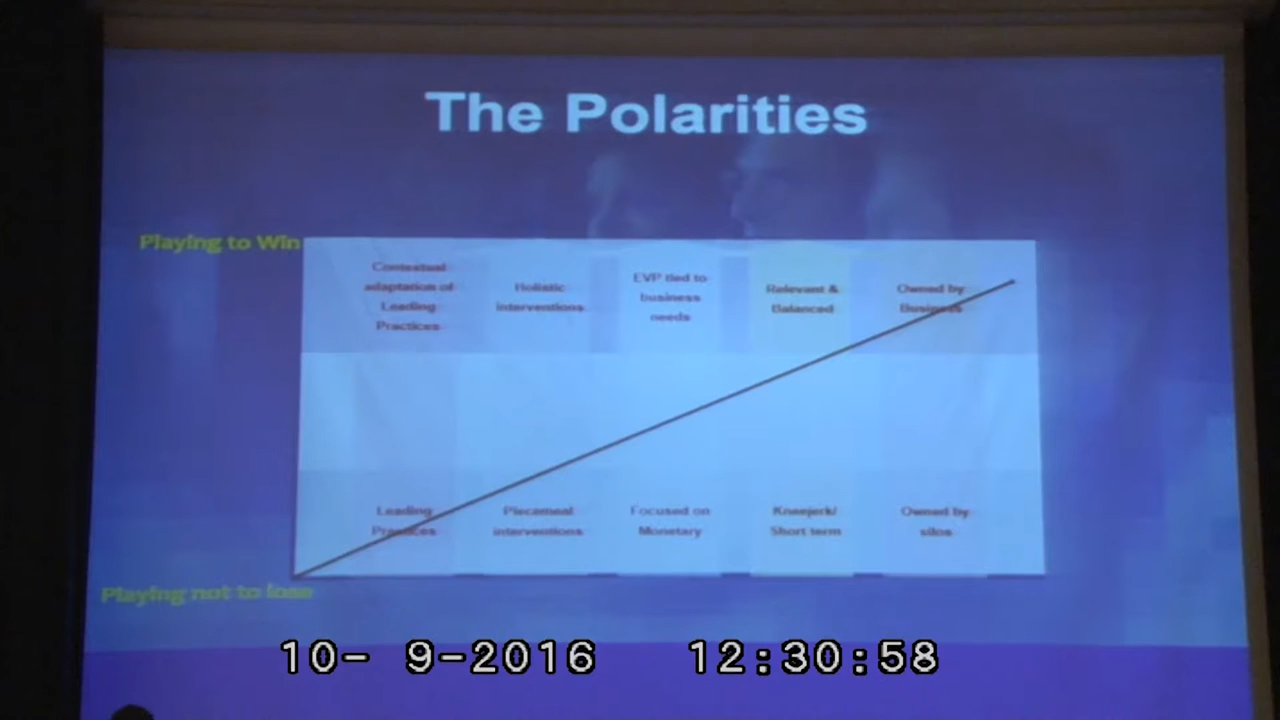 The Polarities
Playing to Win
Contextual
adaptation of
Leading
Practices
Holistic
interventions
EVP tied to
business
needs
Relevant &
Balanced
Owned by
Business
Leading
Practices
Piecemeal
interventions
Focused on
Monetary
Kneejerk/
Short term
Owned by
silos
Playing not to lose
10- 9-2016 12:30:58